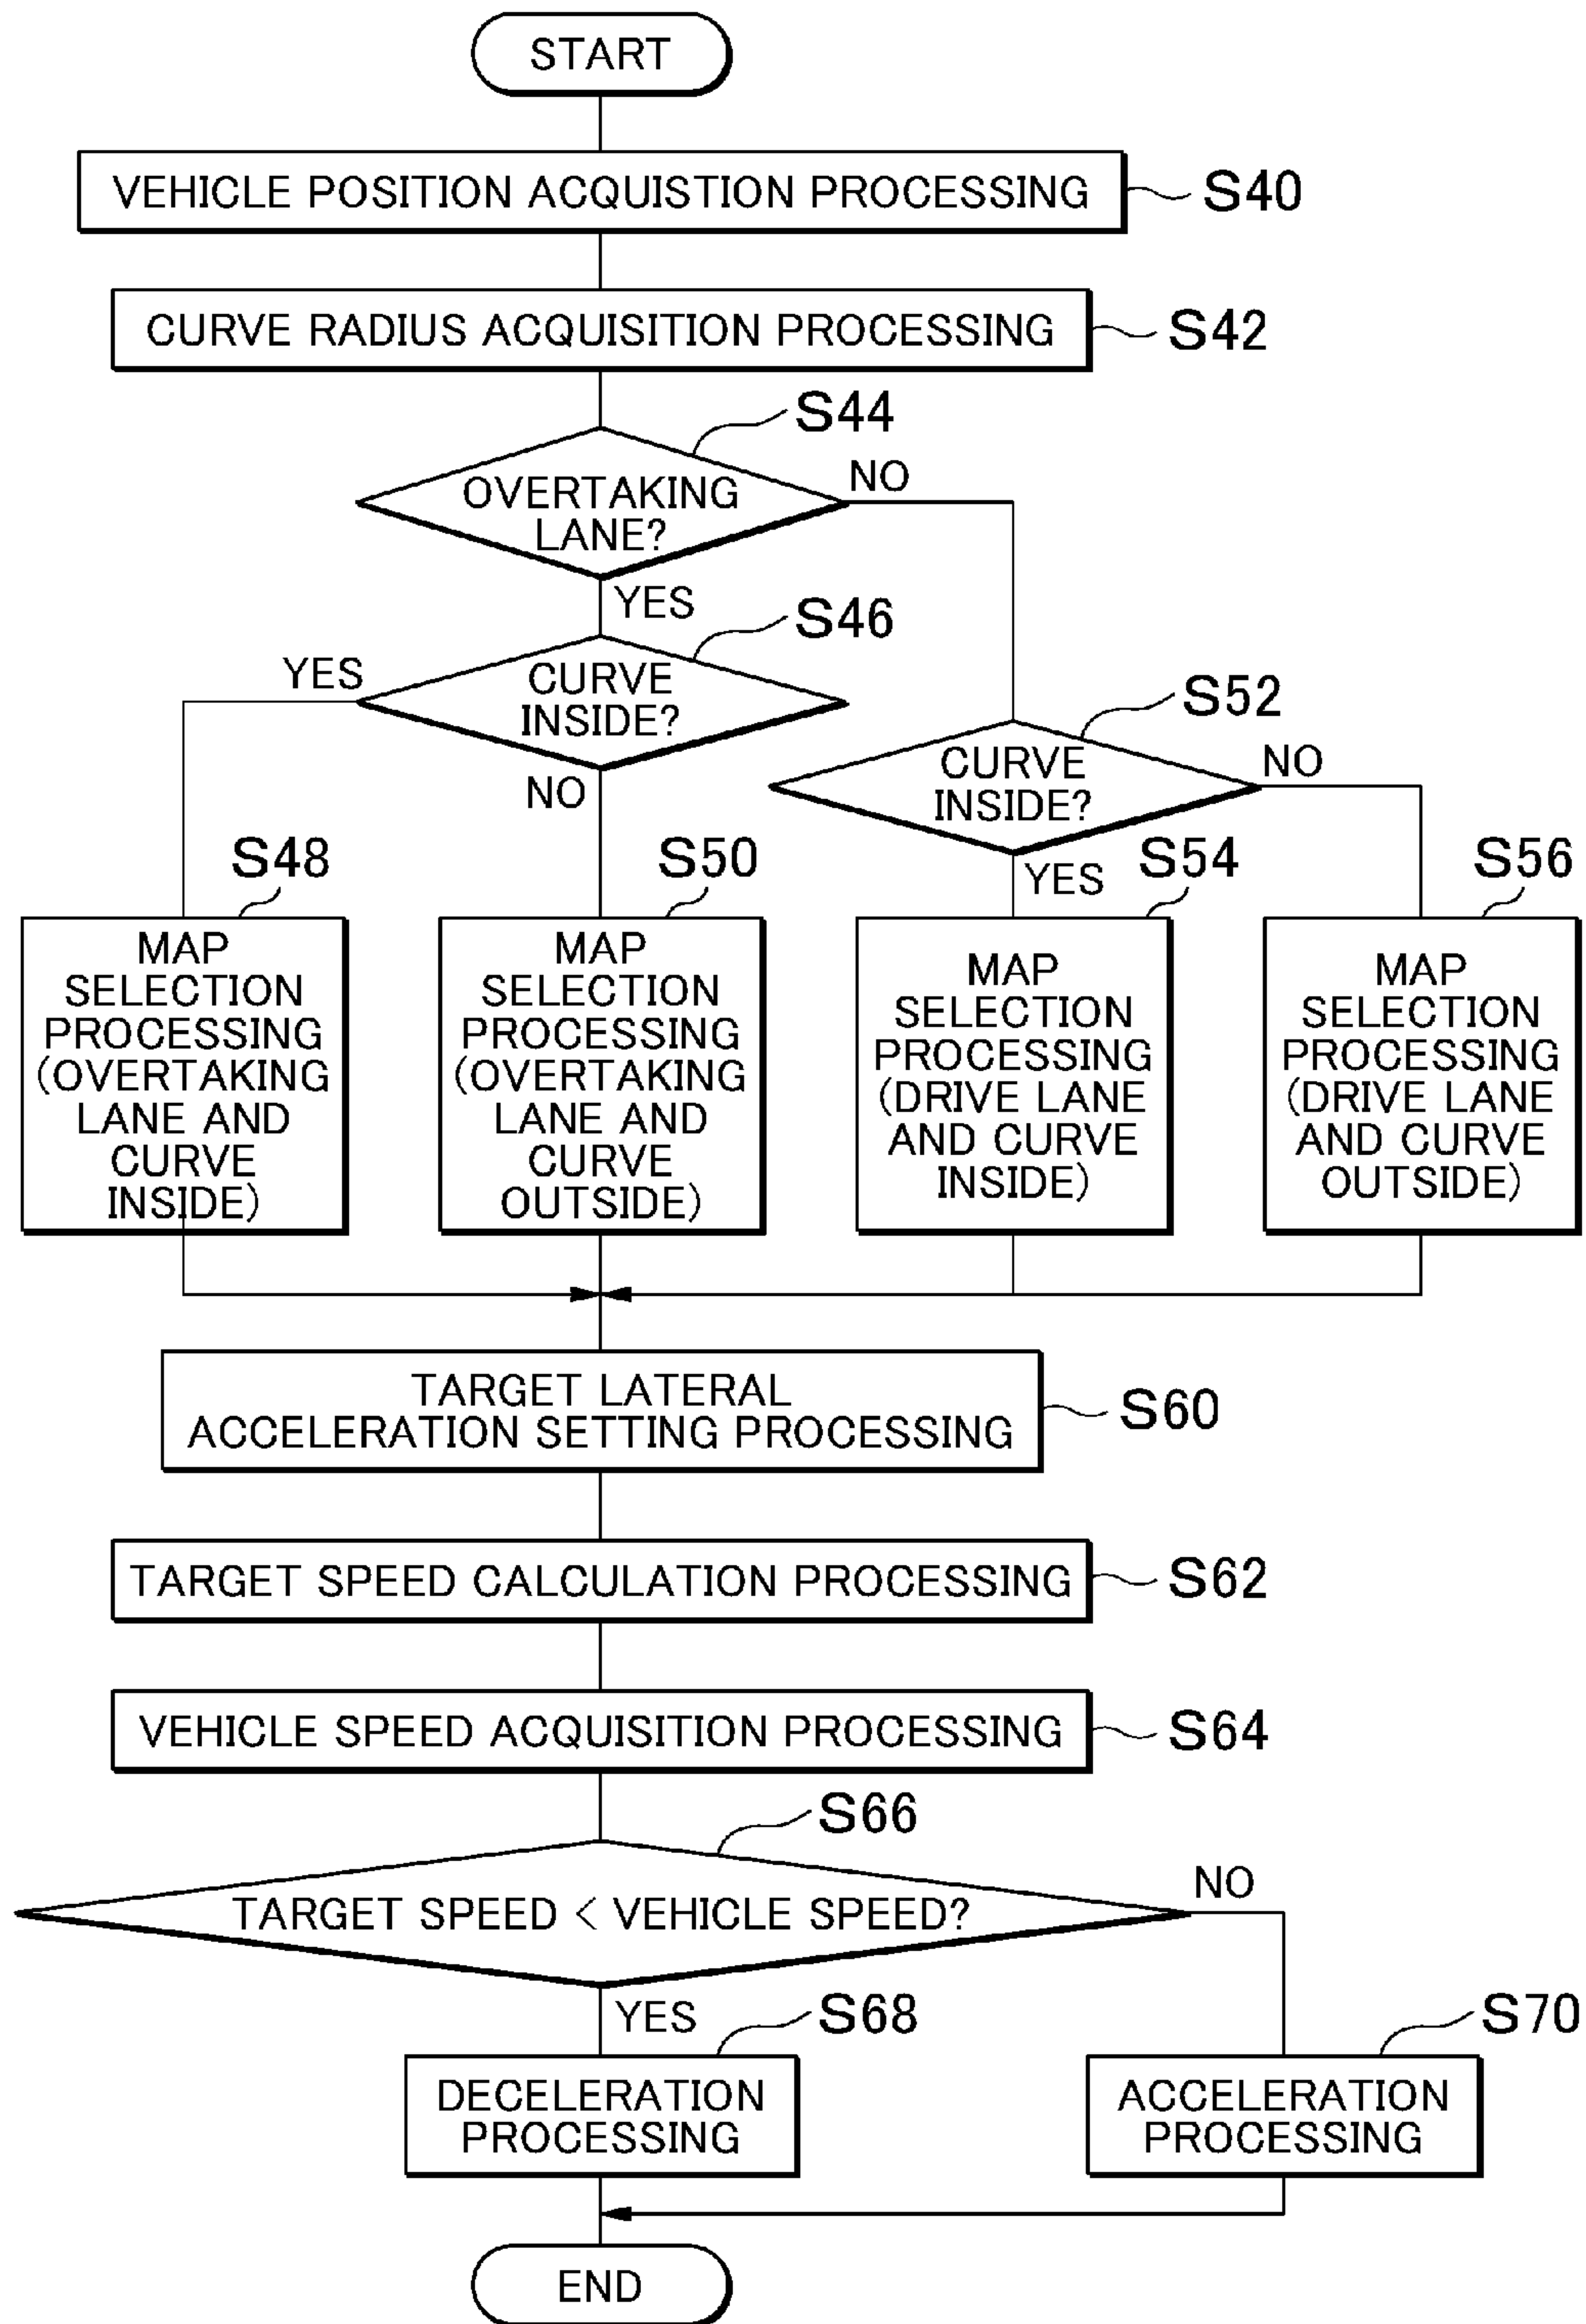 START
VEHICLE POSITION ACQUISTION PROCESSING
S40
CURVE RADIUS ACQUISITION PROCESSING
S42
S44
OVERTAKING
LANE?
NO
YES
S46
CURVE
INSIDE?
YES
NO
S52
CURVE
INSIDE?
NO
YES
S48
MAP
SELECTION
PROCESSING
(OVERTAKING
LANE AND
CURVE
INSIDE)
S50
MAP
SELECTION
PROCESSING
(OVERTAKING
LANE AND
CURVE
OUTSIDE)
S54
MAP
SELECTION
PROCESSING
(DRIVE LANE
AND CURVE
INSIDE)
S56
MAP
SELECTION
PROCESSING
(DRIVE LANE
AND CURVE
OUTSIDE)
TARGET LATERAL
ACCELERATION SETTING PROCESSING
S60
TARGET SPEED CALCULATION PROCESSING
S62
VEHICLE SPEED ACQUISITION PROCESSING
S64
S66
TARGET SPEED < VEHICLE SPEED?
NO
YES
S68
DECELERATION
PROCESSING
S70
ACCELERATION
PROCESSING
END